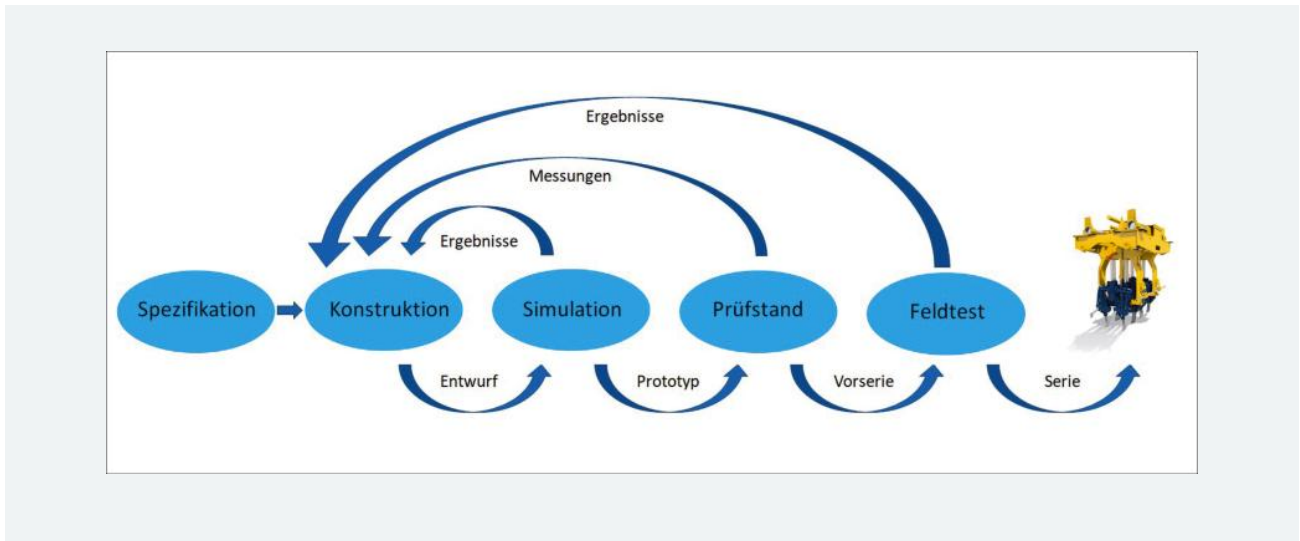 Ergebnisse
Messungen
Ergebnisse
Spezifikation
Konstruktion
Simulation
Prüfstand
Feldtest
Entwurf
Prototyp
Vorserie
Serie